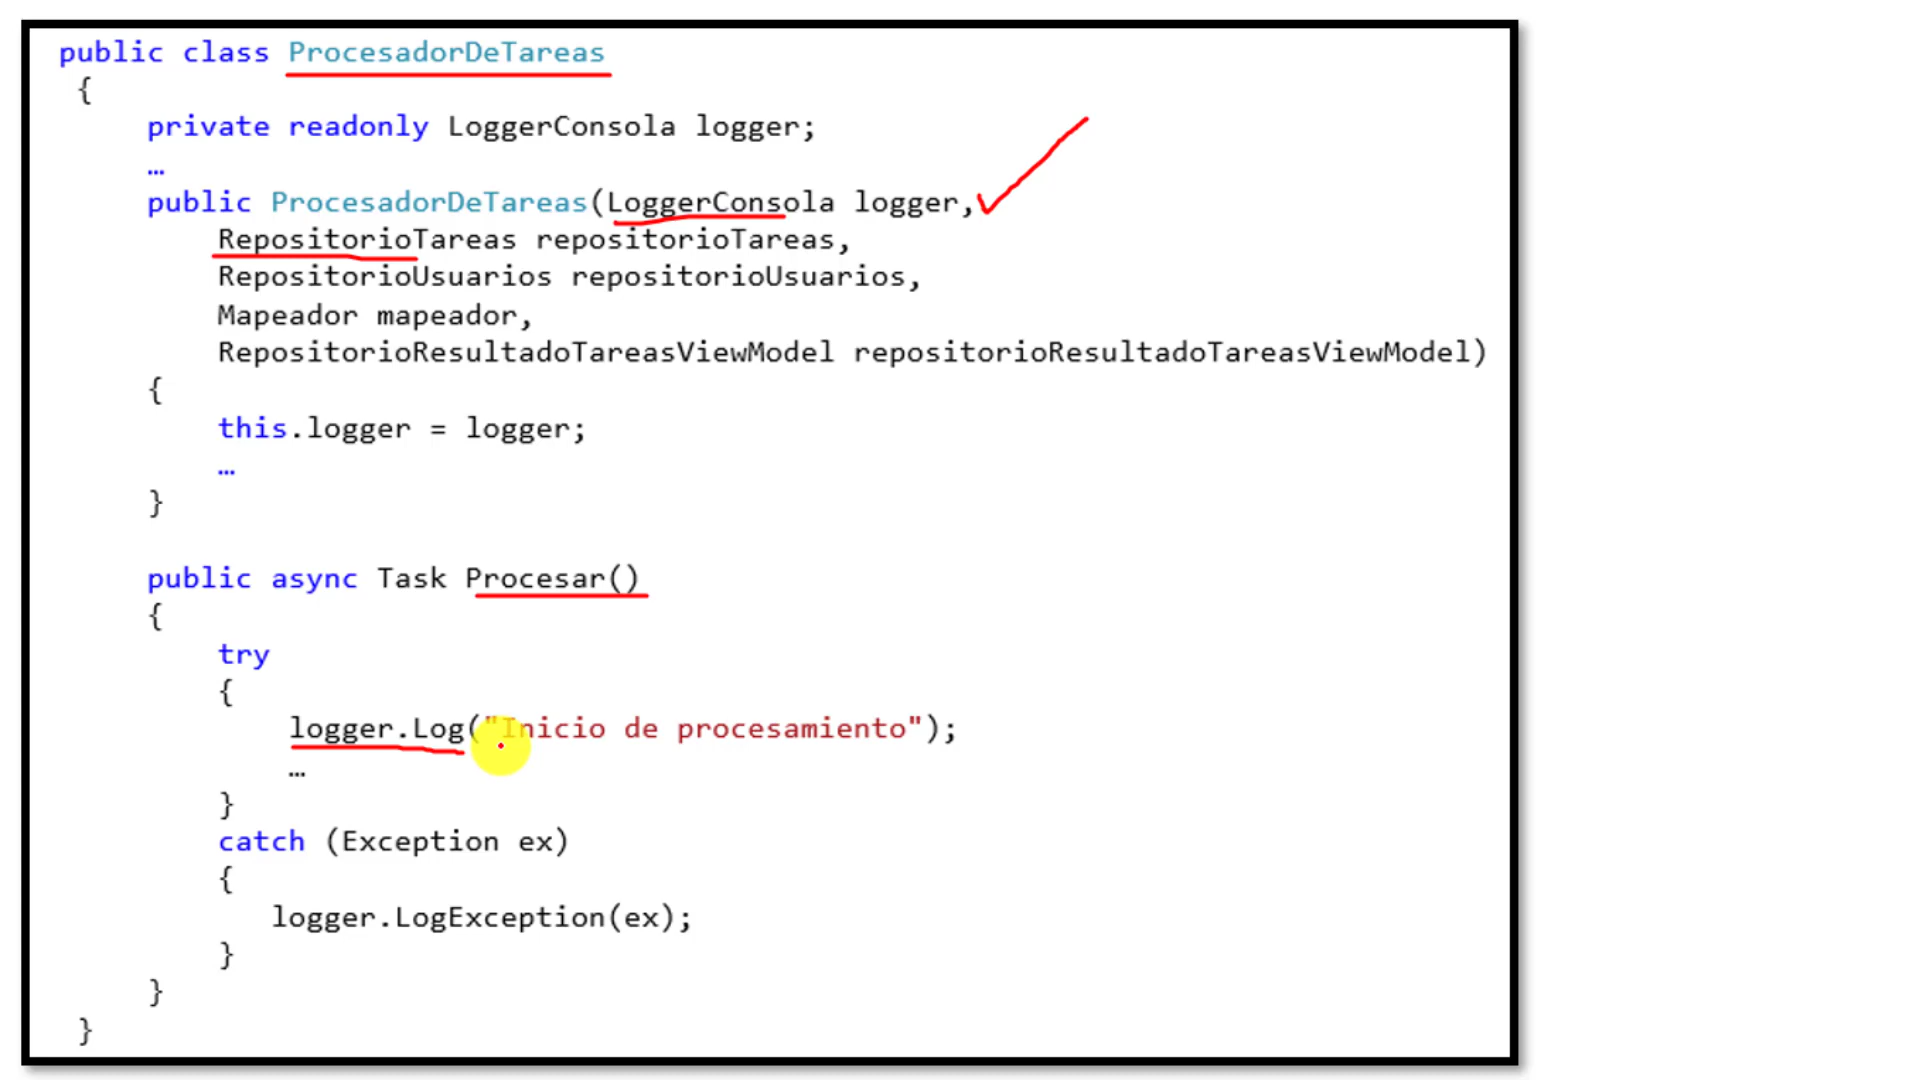 public class ProcesadorDeTareas
{
private readonly LoggerConsola logger;
…
public ProcesadorDeTareas(LoggerConsola logger,
RepositorioTareas repositorioTareas,
RepositorioUsuarios repositorioUsuarios,
Mapeador mapeador,
RepositorioResultadoTareasViewModel repositorioResultadoTareasViewModel)
{
this.logger = logger;
…
}
public async Task Procesar()
{
try
{
logger.Log("Inicio de procesamiento");
…
}
catch (Exception ex)
{
logger.LogException(ex);
}
}
}